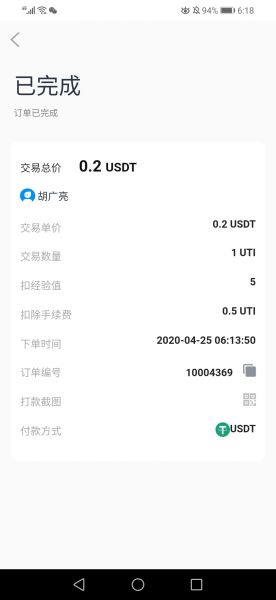 94% 6:18
已完成
订单已完成
交易总价 0.2 USDT
胡广亮
交易单价 0.2 USDT
交易数量 1 UTI
扣经验值 5
扣除手续费 0.5 UTI
下单时间 2020-04-25 06:13:50
订单编号 10004369
打款截图
付款方式 USDT